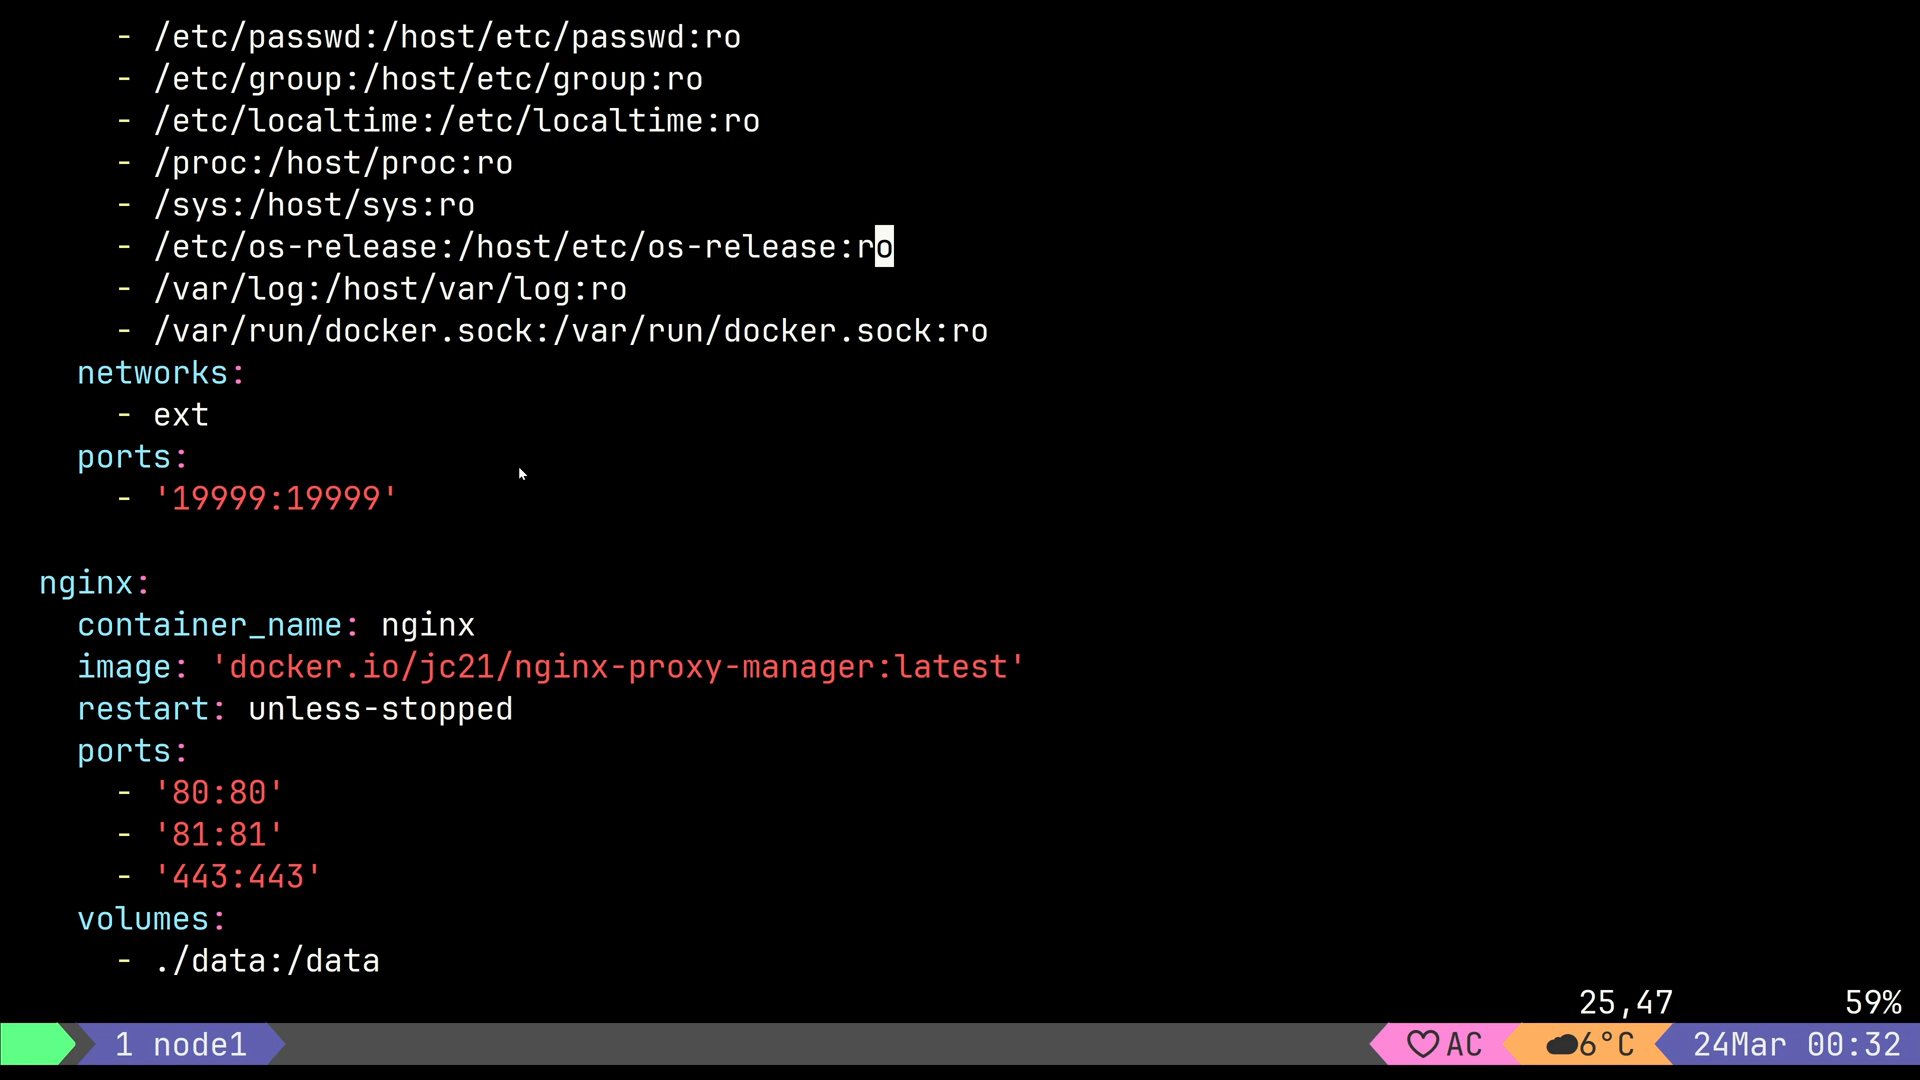 - /etc/passwd:/host/etc/passwd:ro
- /etc/group:/host/etc/group:ro
- /etc/localtime:/etc/localtime:ro
- /proc:/host/proc:ro
- /sys:/host/sys:ro
- /etc/os-release:/host/etc/os-release:ro
- /var/log:/host/var/log:ro
- /var/run/docker.sock:/var/run/docker.sock:ro
networks:
- ext
ports:
- '19999:19999'
nginx:
container_name: nginx
image: 'docker.io/jc21/nginx-proxy-manager:latest'
restart: unless-stopped
ports:
- '80:80'
- '81:81'
- '443:443'
volumes:
- ./data:/data
25,47 59%
1 node1 AC 6°C 24Mar 00:32